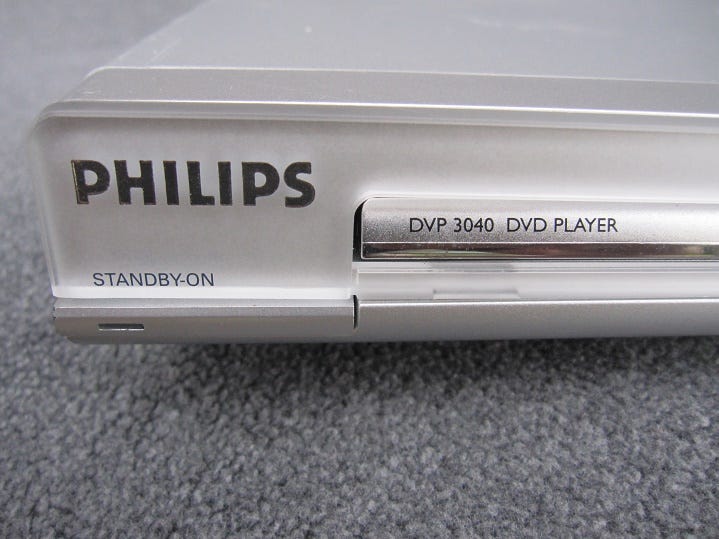 PHILIPS
DVP 3040 DVD PLAYER
STANDBY-ON